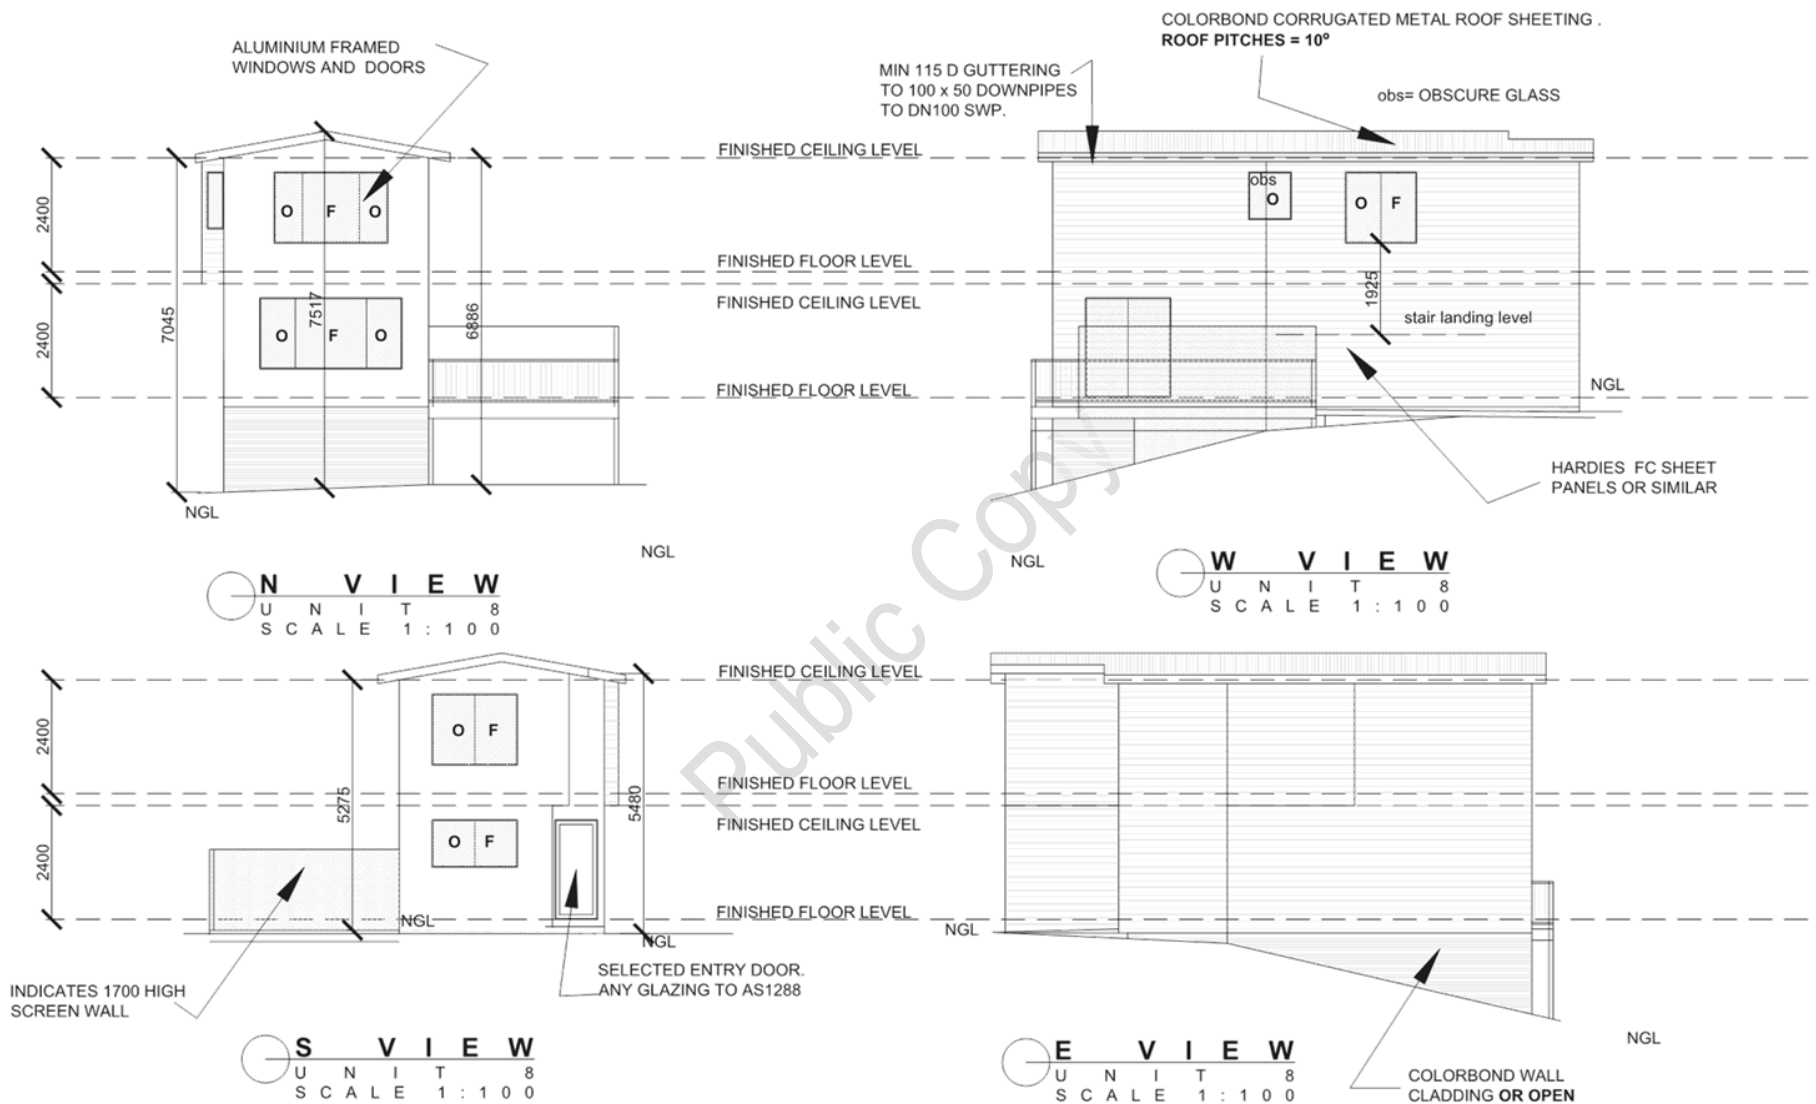 ALUMINIUM FRAMED
WINDOWS AND DOORS
COLORBOND CORRUGATED METAL ROOF SHEETING .
ROOF PITCHES = 10º
MIN 115 D GUTTERING
TO 100 x 50 DOWNPIPES
TO DN100 SWP.
obs= OBSCURE GLASS
FINISHED CEILING LEVEL
FINISHED FLOOR LEVEL
FINISHED CEILING LEVEL
FINISHED FLOOR LEVEL
2400
2400
7045
7517
6886
O F O
O F O
NGL
NGL
N VIEW
UNIT 8
SCALE 1:100
obs
O
O F
1925
stair landing level
NGL
HARDIES FC SHEET
PANELS OR SIMILAR
NGL
W VIEW
UNIT 8
SCALE 1:100
Public Copy
FINISHED CEILING LEVEL
FINISHED FLOOR LEVEL
FINISHED CEILING LEVEL
FINISHED FLOOR LEVEL
2400
2400
5275
5480
O F
O F
NGL
NGL
INDICATES 1700 HIGH
SCREEN WALL
SELECTED ENTRY DOOR.
ANY GLAZING TO AS1288
S VIEW
UNIT 8
SCALE 1:100
NGL
NGL
E VIEW
UNIT 8
SCALE 1:100
COLORBOND WALL
CLADDING OR OPEN